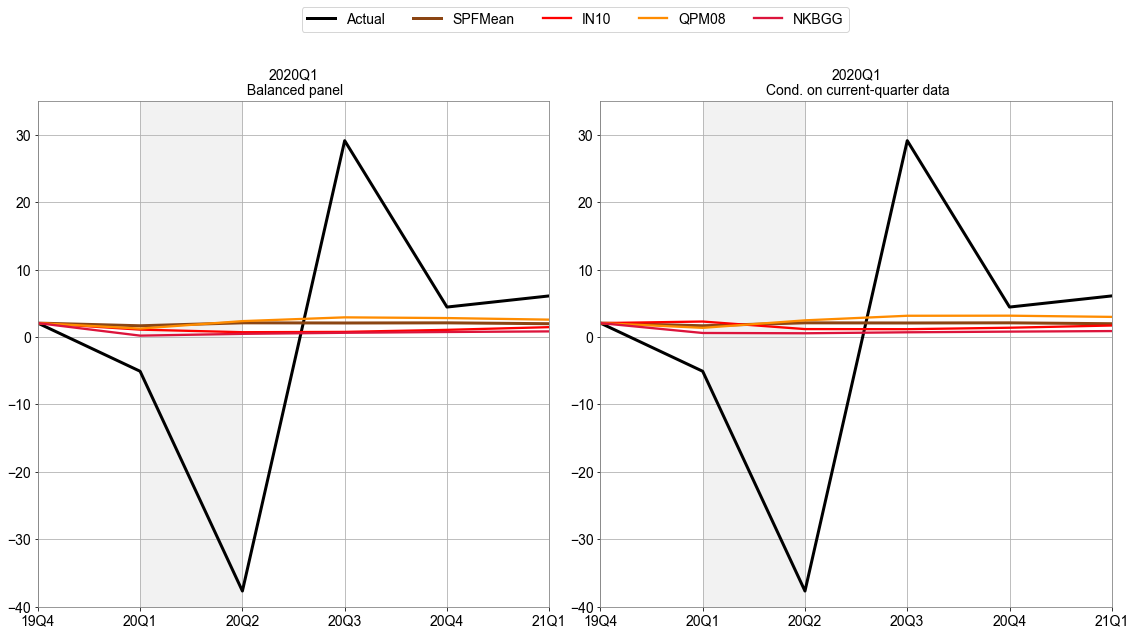 Actual SPFMean IN10 QPM08 NKBGG
2020Q1
Balanced panel
30
20
10
0
−10
−20
−30
−40
19Q4 20Q1 20Q2 20Q3 20Q4 21Q1
2020Q1
Cond. on current-quarter data
30
20
10
0
−10
−20
−30
−40
19Q4 20Q1 20Q2 20Q3 20Q4 21Q1